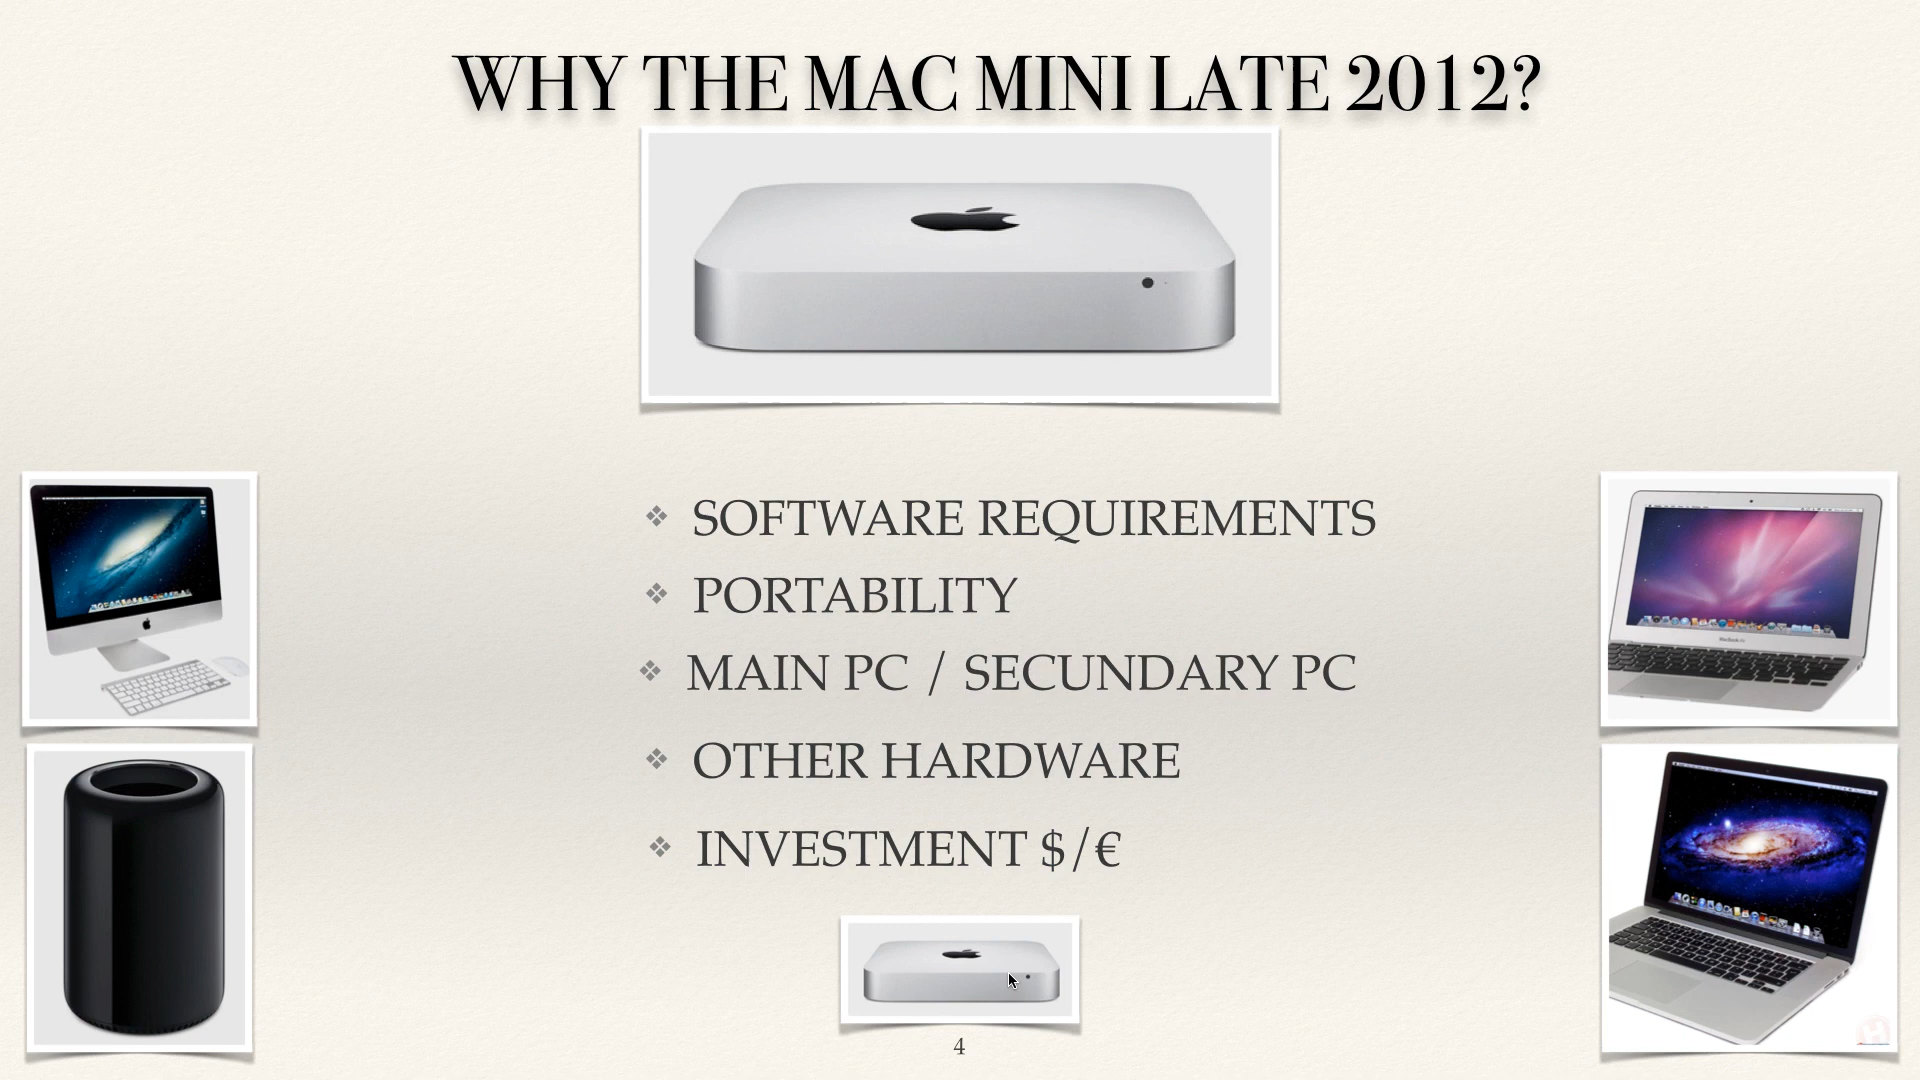 WHY THE MAC MINI LATE 2012?
SOFTWARE REQUIREMENTS
PORTABILITY
MAIN PC / SECUNDARY PC
OTHER HARDWARE
INVESTMENT $/€
4